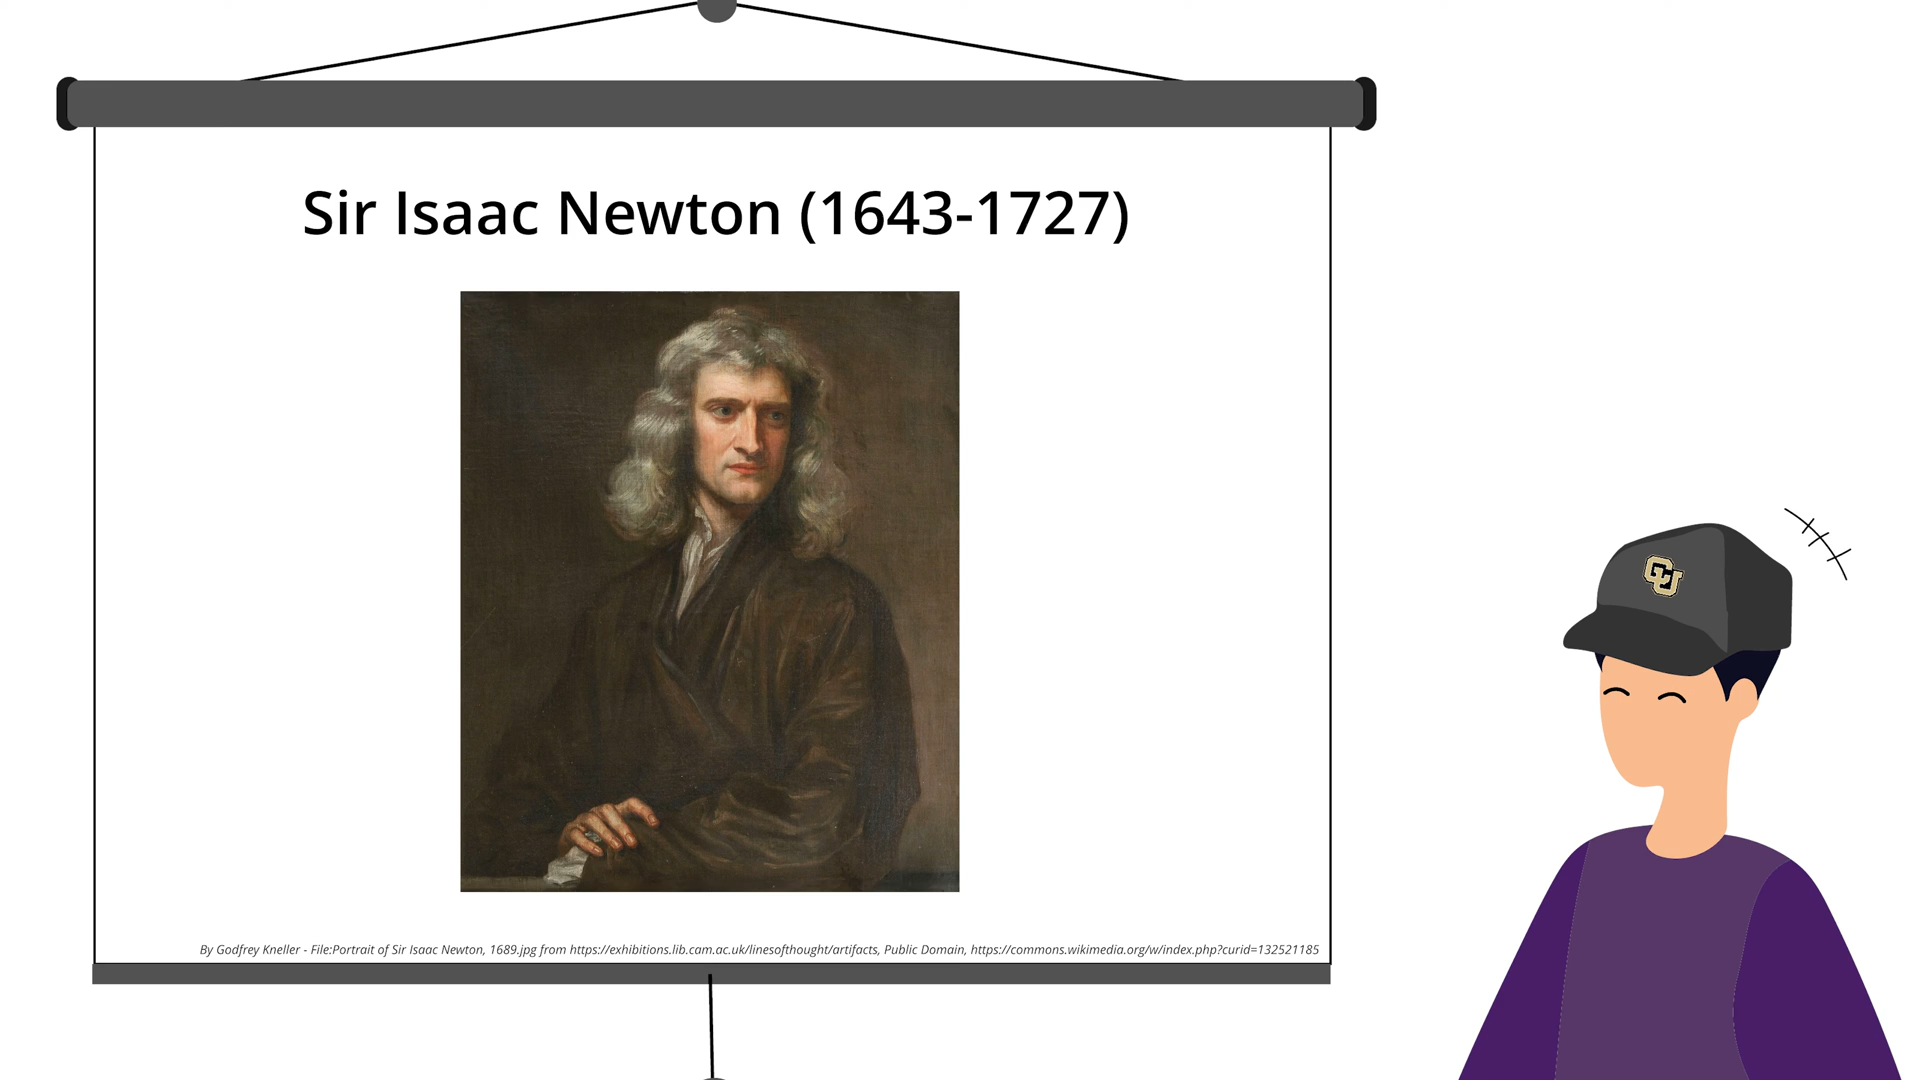 Sir Isaac Newton (1643-1727)
By Godfrey Kneller - File:Portrait of Sir Isaac Newton, 1689.jpg from https://exhibitions.lib.cam.ac.uk/linesofthought/artifacts, Public Domain, https://commons.wikimedia.org/w/index.php?curid=132521185
CU